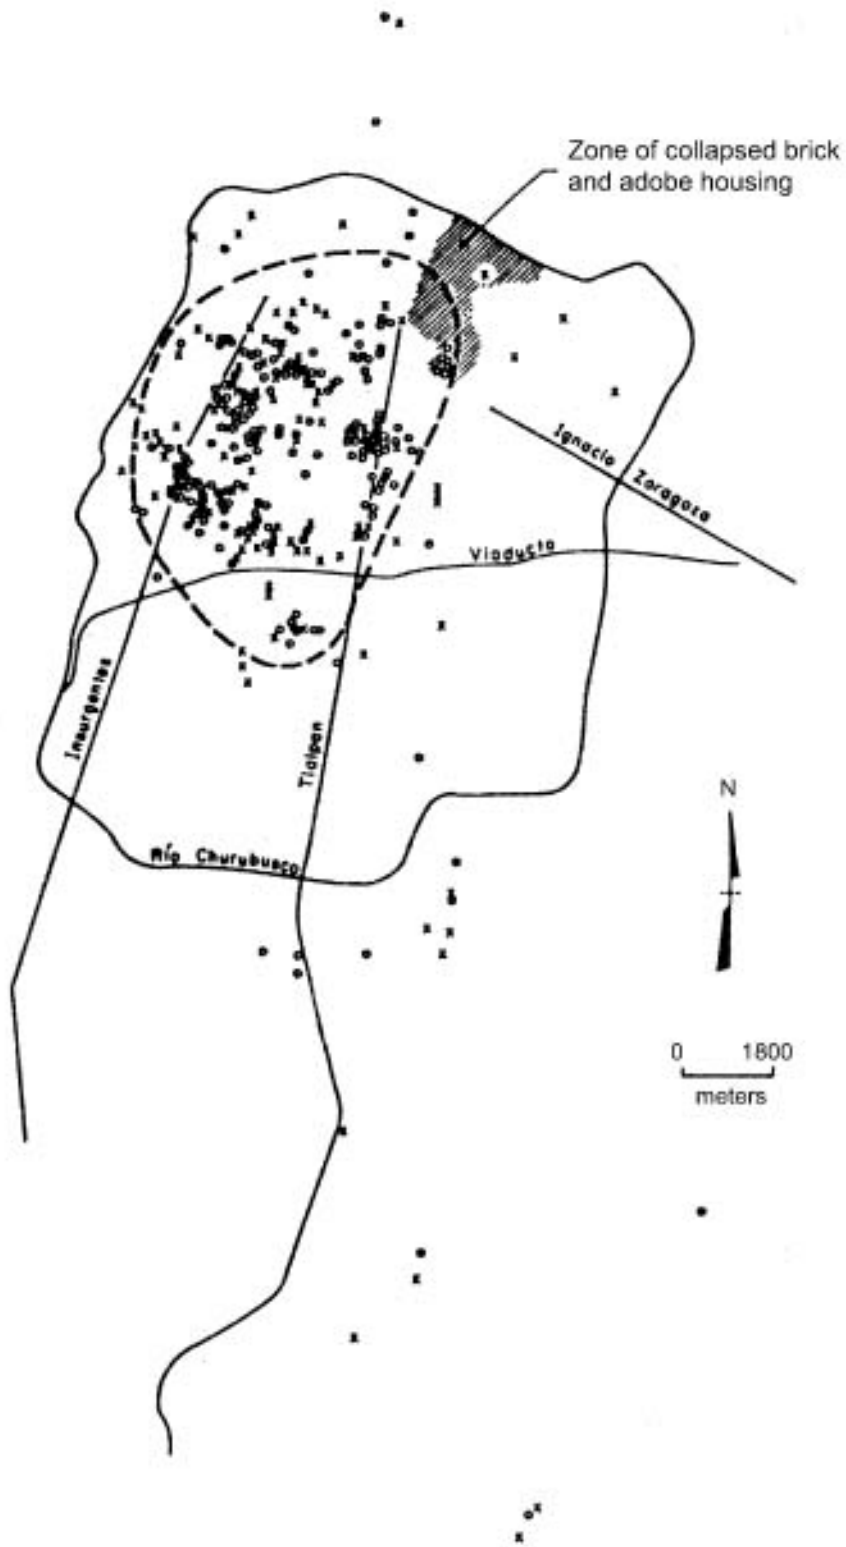 Zone of collapsed brick
and adobe housing
Ignacio Zaragoza
Viaducto
Insurgentes
Tlalpan
Río Churubusco
N
0 1800
meters